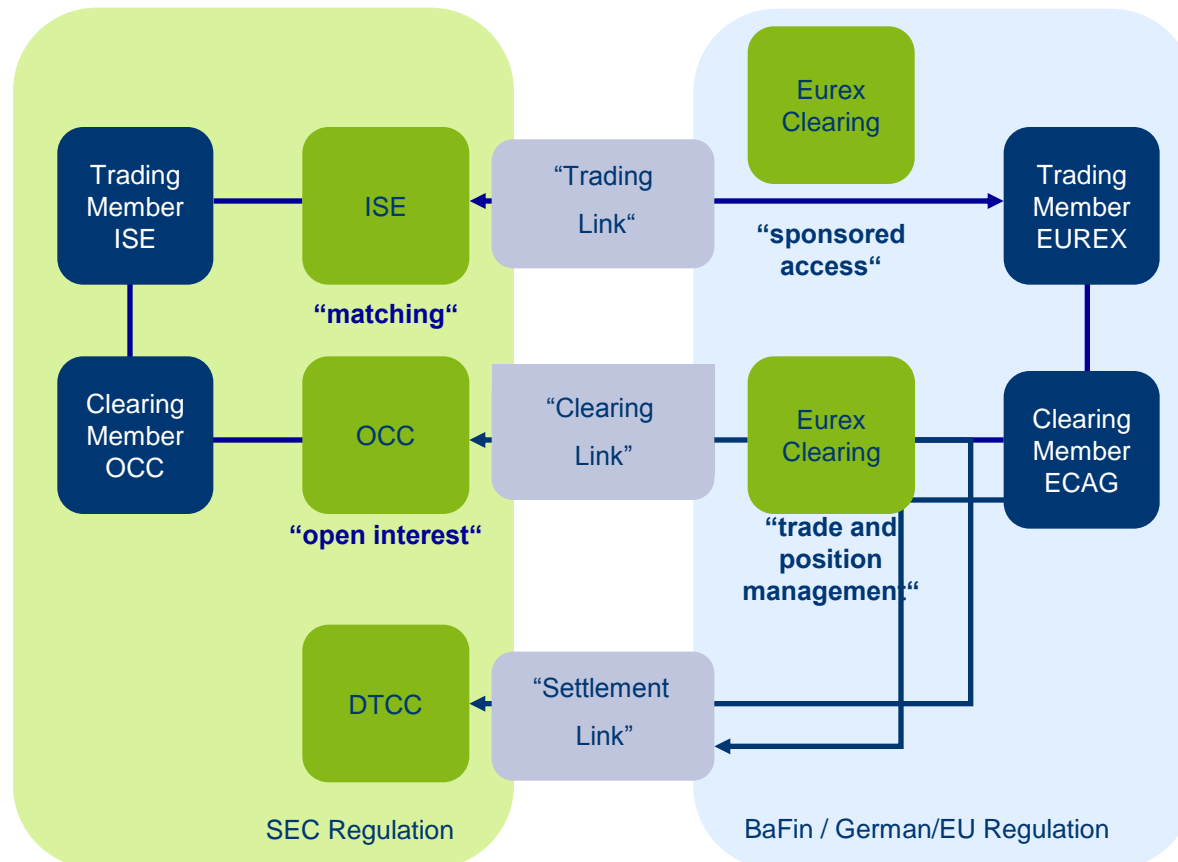 Eurex
Clearing
Trading
Member
ISE
ISE
“Trading
Link“
Trading
Member
EUREX
“sponsored
access“
“matching“
Clearing
Member
OCC
OCC
“Clearing
Link”
Eurex
Clearing
Clearing
Member
ECAG
“open interest“
“trade and
position
management“
DTCC
“Settlement
Link”
SEC Regulation
BaFin / German/EU Regulation